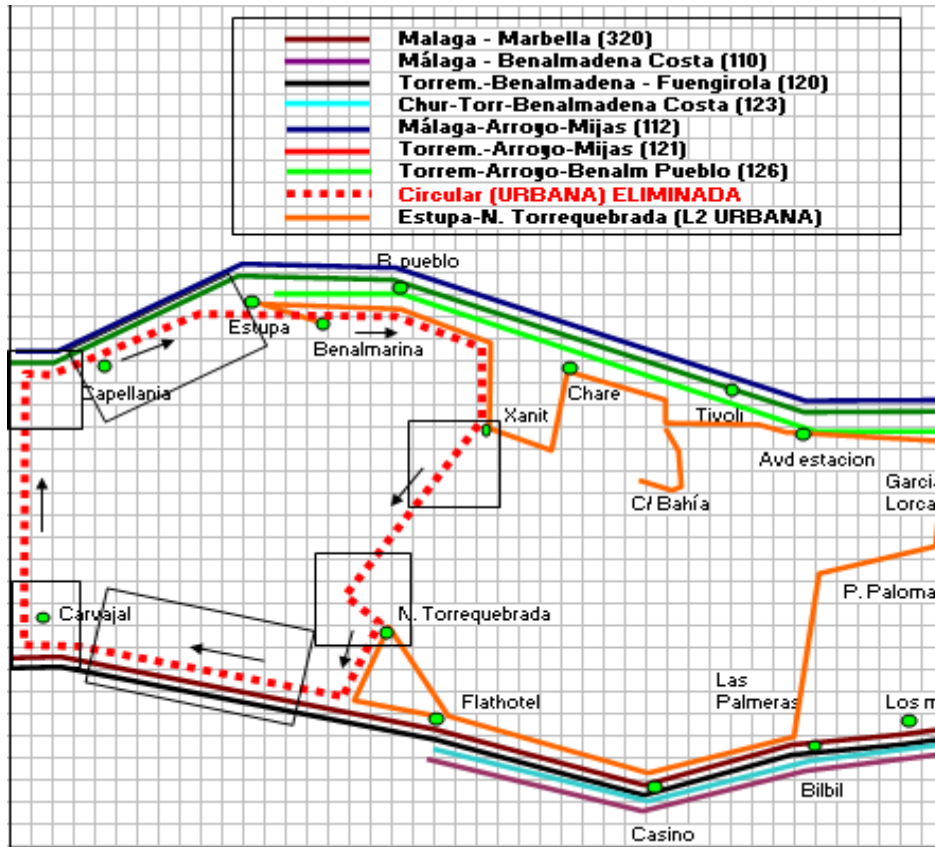 Malaga - Marbella (320)
Málaga - Benalmadena Costa (110)
Torrem.-Benalmadena - Fuengirola (120)
Chur-Torr-Benalmadena Costa (123)
Málaga-Arroyo-Mijas (112)
Torrem.-Arroyo-Mijas (121)
Torrem-Arroyo-Benalm Pueblo (126)
Circular (URBANA) ELIMINADA
Estupa-N. Torrequebrada (L2 URBANA)
B. pueblo
Estupa
Benalmarina
Capellania
Chare
Tivoli
Xanit
Avd estacion
Garcia
Lorca
C/ Bahía
P. Paloma
Carvajal
N. Torrequebrada
Las
Palmeras
Flathotel
Los m
Bilbil
Casino